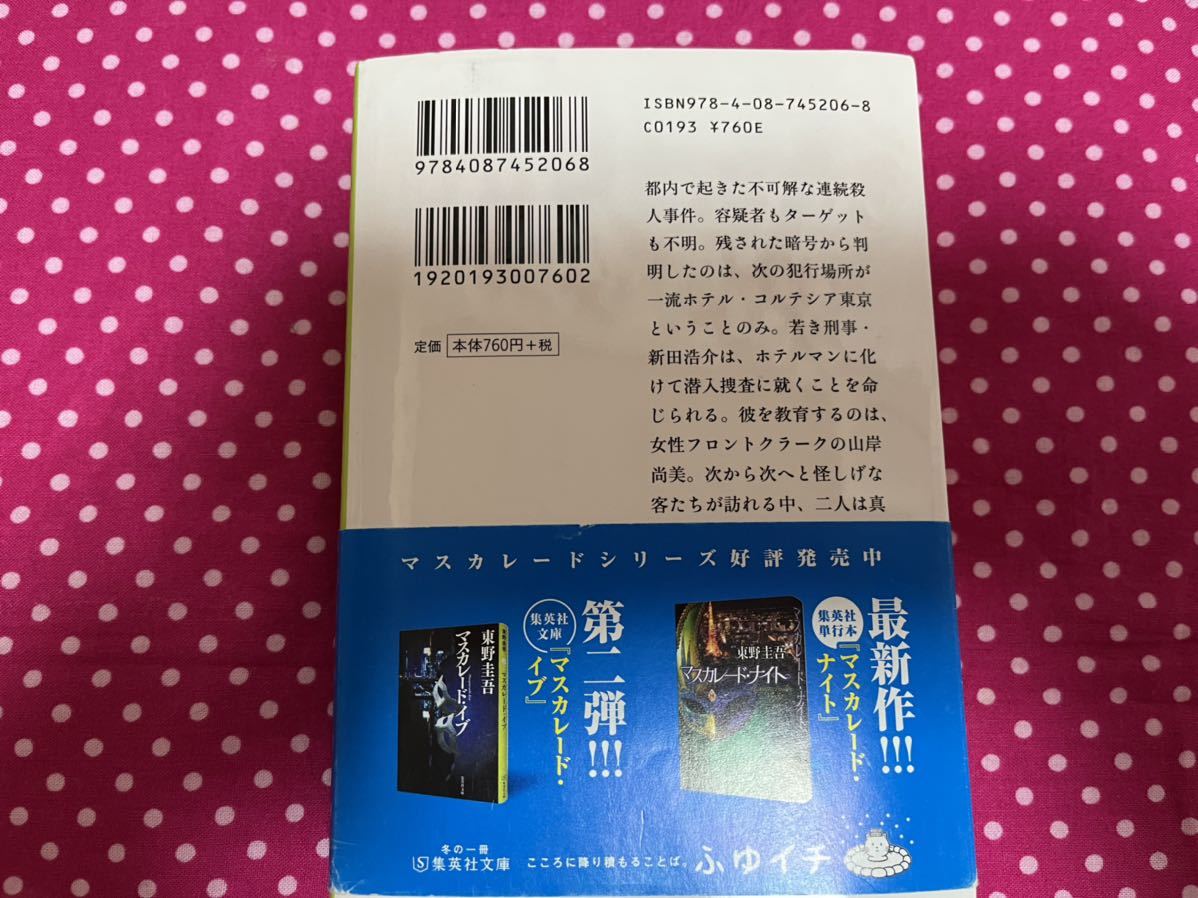 9784087452068
1920193007602
定価 本体760円+税
ISBN978-4-08-745206-8
C0193 ¥760E
都内で起きた不可解な連続殺
人事件。容疑者もターゲット
も不明。残された暗号から判
明したのは、次の犯行場所が
一流ホテル・コルテシア東京
ということのみ。若き刑事・
新田浩介は、ホテルマンに化
けて潜入捜査に就くことを命
じられる。彼を教育するのは、
女性フロントクラークの山岸
尚美。次から次へと怪しげな
客たちが訪れる中、二人は真
マスカレードシリーズ好評発売中
最新作!!!
集英社
単行本
『マスカレード・
ナイト』
東野圭吾
マスカレード・ナイト
第二弾!!!
集英社
文庫
『マスカレード・
イブ』
東野圭吾
マスカレード・イブ
冬の一冊
集英社文庫
こころに降り積もることば。
ふゆイチ